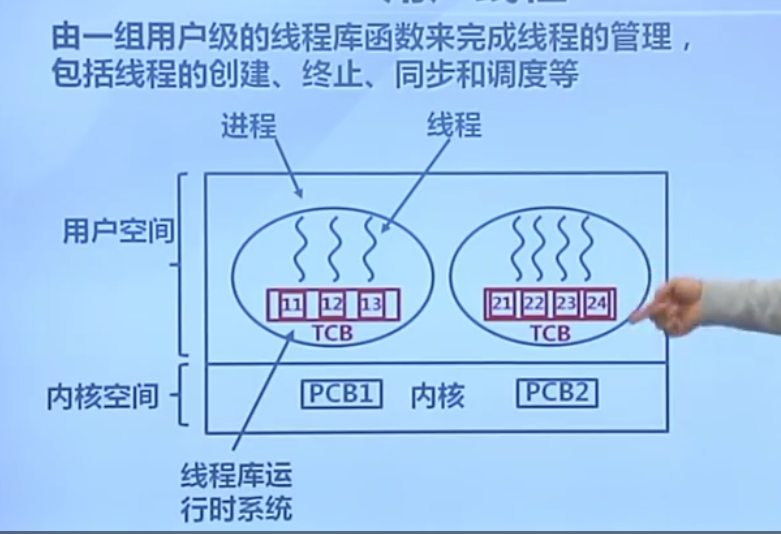 由一组用户级的线程库函数来完成线程的管理，
包括线程的创建、终止、同步和调度等
进程
线程
用户空间
11 12 13
TCB
21 22 23 24
TCB
内核空间
PCB1
内核
PCB2
线程库运
行时系统